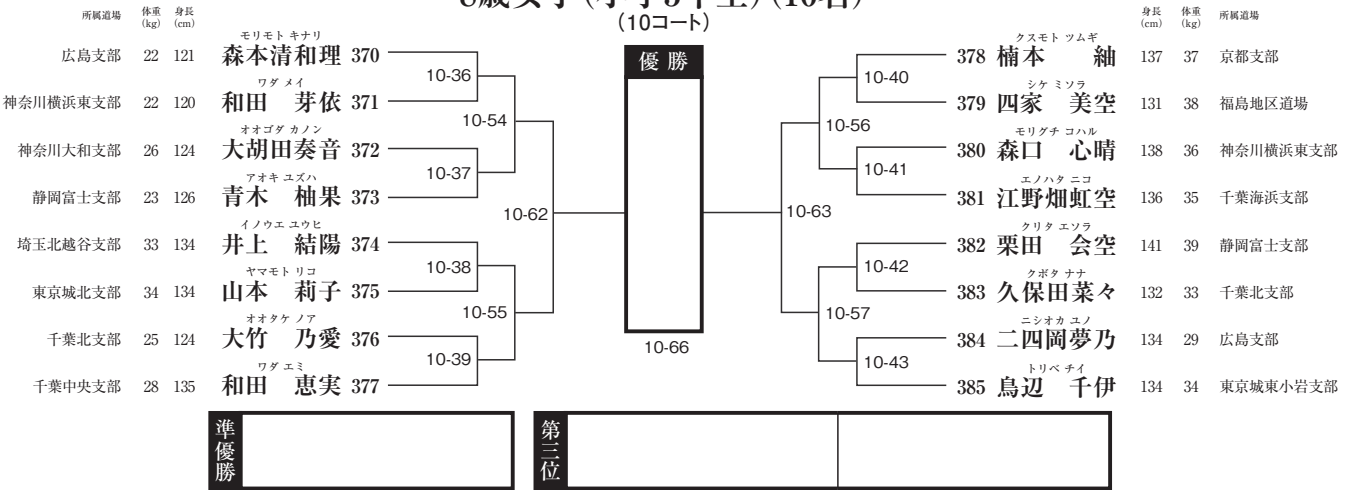 8歳女子(小学3年生)(16名)
(10コート)
所属道場 体重(kg) 身長(cm)
モリモト キナリ
広島支部 22 121 森本清和理 370
ワダ メイ
神奈川横浜東支部 22 120 和田 芽依 371
オオゴダ カノン
神奈川大和支部 26 124 大胡田奏音 372
アオキ ユズハ
静岡富士支部 23 126 青木 柚果 373
イノウエ ユウヒ
埼玉北越谷支部 33 134 井上 結陽 374
ヤマモト リコ
東京城北支部 34 134 山本 莉子 375
オオタケ ノア
千葉北支部 25 124 大竹 乃愛 376
ワダ エミ
千葉中央支部 28 135 和田 恵実 377
10-36
10-37
10-38
10-39
10-54
10-55
10-62
優勝
10-66
10-63
10-56
10-57
10-40
10-41
10-42
10-43
身長(cm) 体重(kg) 所属道場
クスモト ツムギ
378 楠本 紬 137 37 京都支部
シケ ミソラ
379 四家 美空 131 38 福島地区道場
モリグチ コハル
380 森口 心晴 138 36 神奈川横浜東支部
エノハタ ニコ
381 江野畑虹空 136 35 千葉海浜支部
クリタ エソラ
382 栗田 会空 141 39 静岡富士支部
クボタ ナナ
383 久保田菜々 132 33 千葉北支部
ニシオカ ユノ
384 二四岡夢乃 134 29 広島支部
トリベ チイ
385 鳥辺 千伊 134 34 東京城東小岩支部
準優勝
第三位